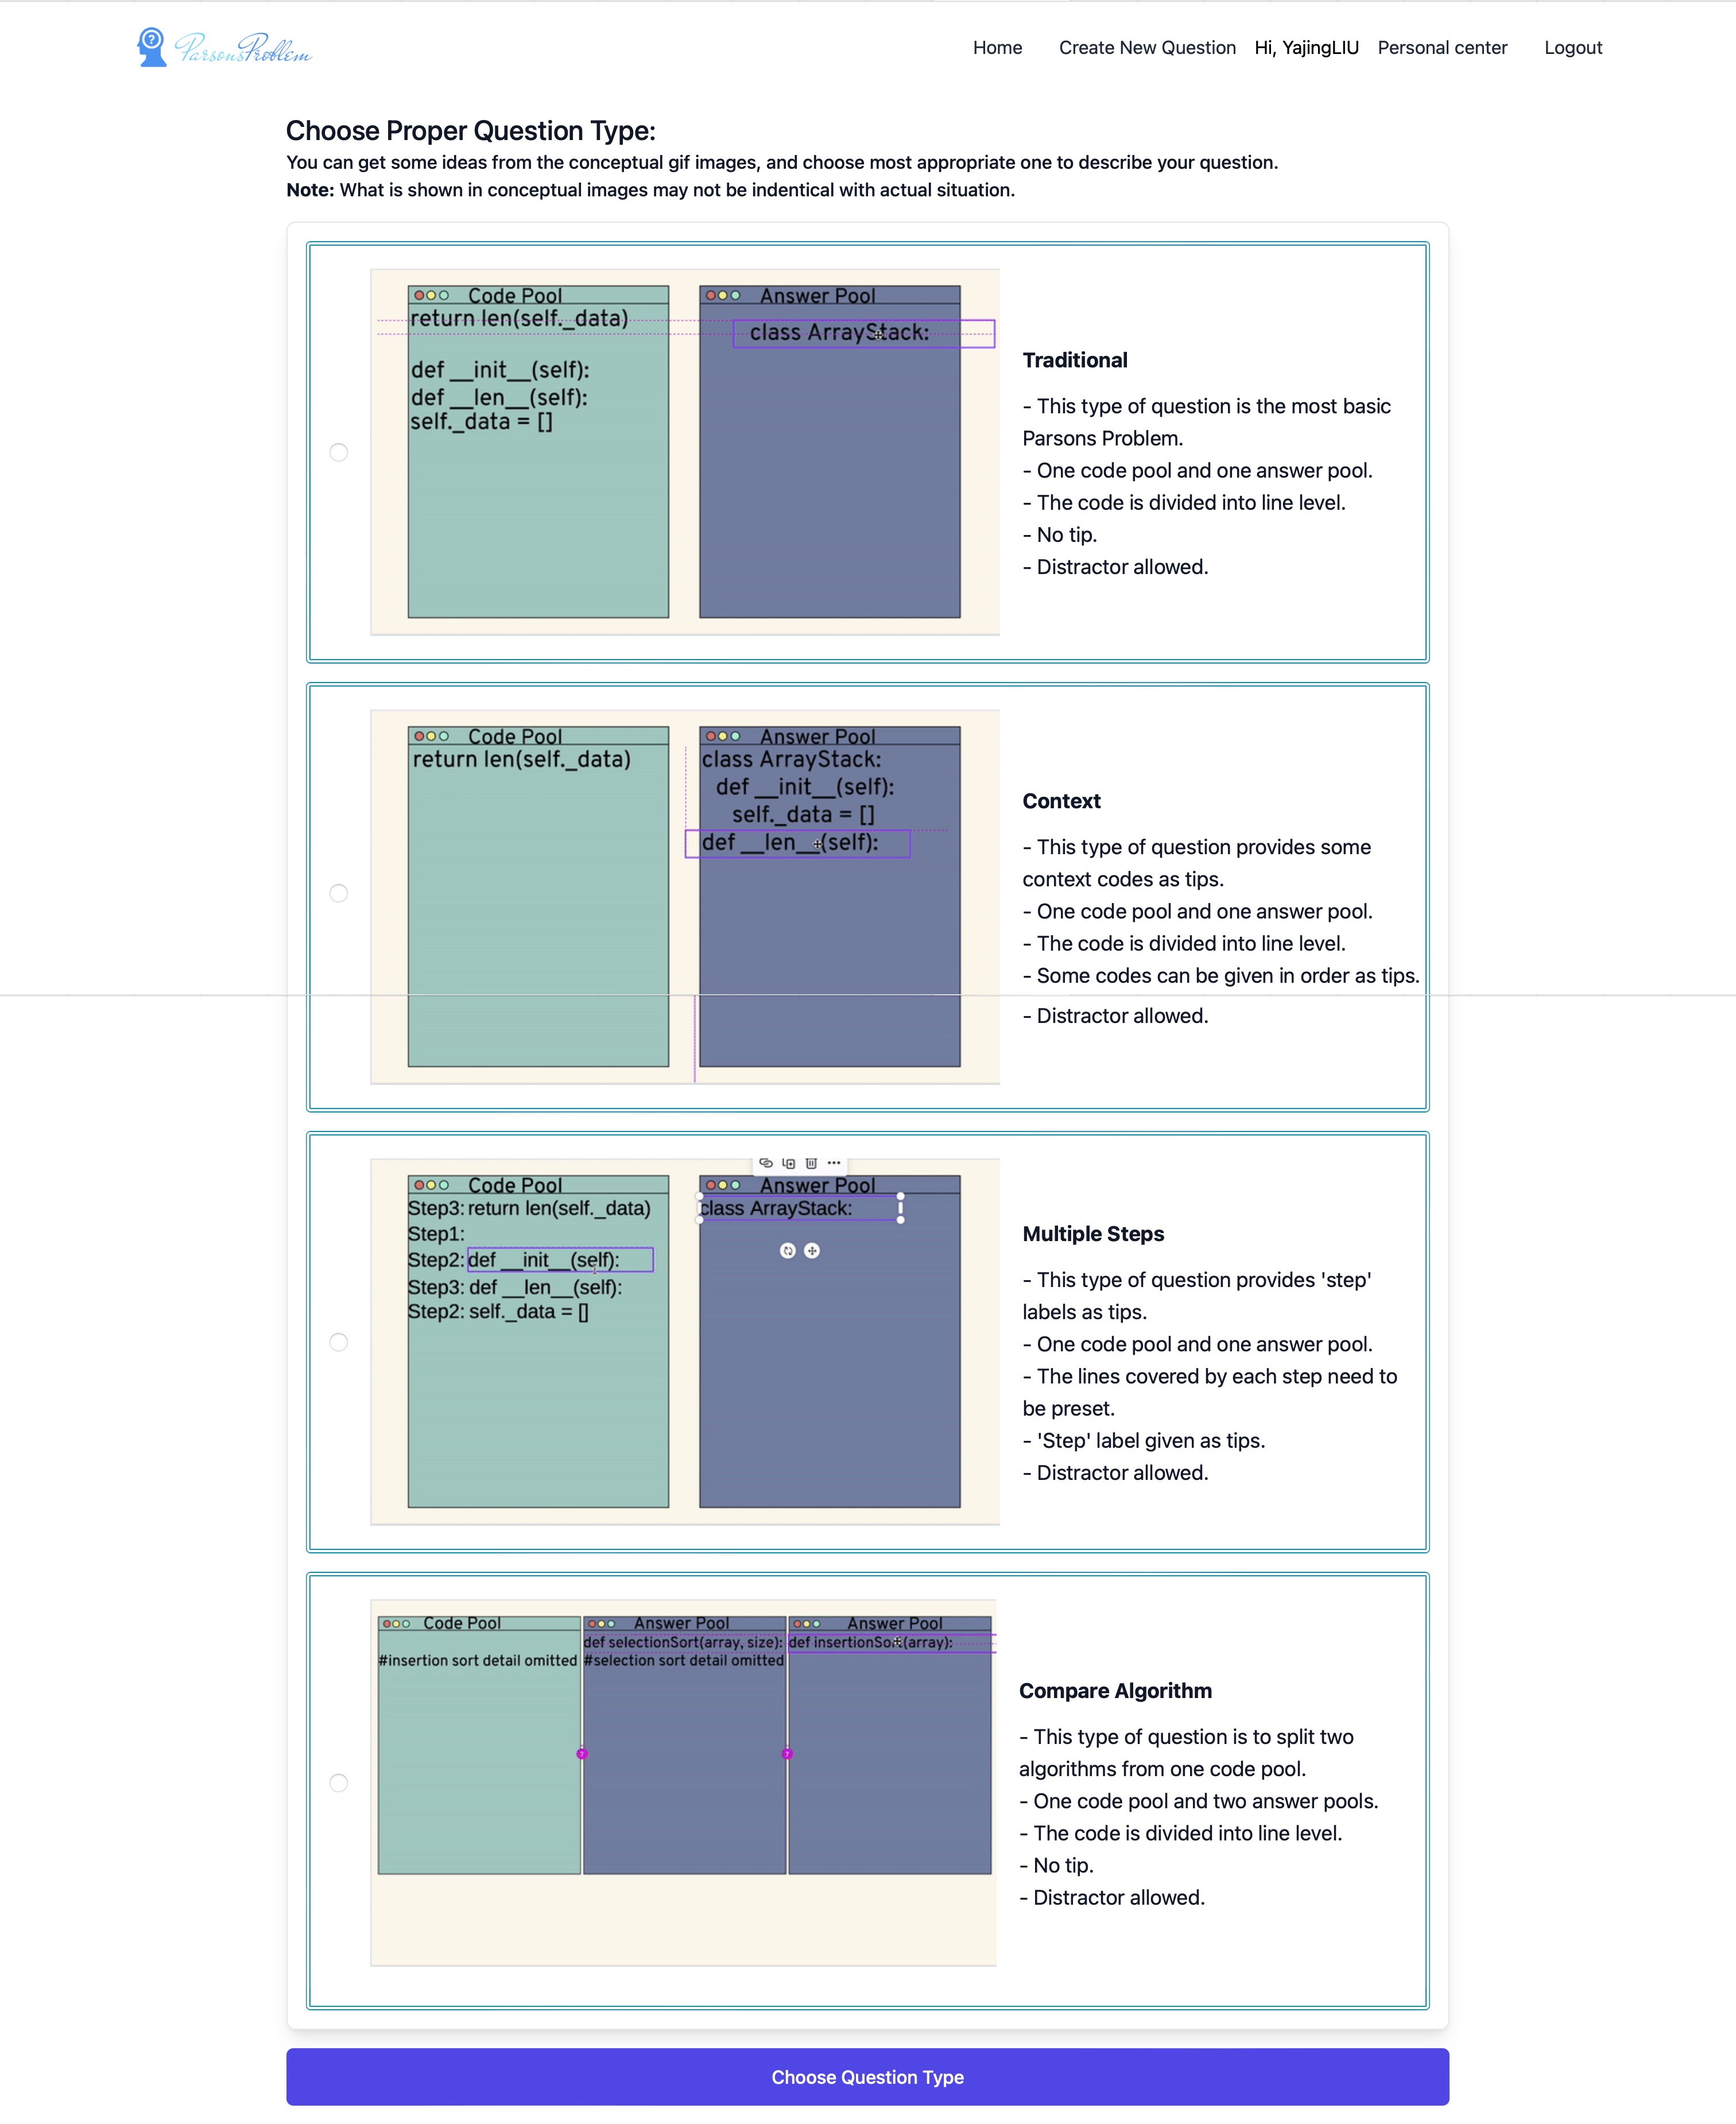 ParsonsProblem
Home Create New Question Hi, YajingLIU Personal center Logout
Choose Proper Question Type:
You can get some ideas from the conceptual gif images, and choose most appropriate one to describe your question.
Note: What is shown in conceptual images may not be indentical with actual situation.
Code Pool
return len(self._data)
def __init__(self):
def __len__(self):
self._data = []
Answer Pool
class ArrayStack:
Traditional
- This type of question is the most basic
Parsons Problem.
- One code pool and one answer pool.
- The code is divided into line level.
- No tip.
- Distractor allowed.
Code Pool
return len(self._data)
Answer Pool
class ArrayStack:
def __init__(self):
self._data = []
def __len__(self):
Context
- This type of question provides some
context codes as tips.
- One code pool and one answer pool.
- The code is divided into line level.
- Some codes can be given in order as tips.
- Distractor allowed.
Code Pool
Step3: return len(self._data)
Step1:
Step2: def __init__(self):
Step3: def __len__(self):
Step2: self._data = []
Answer Pool
class ArrayStack:
Multiple Steps
- This type of question provides 'step'
labels as tips.
- One code pool and one answer pool.
- The lines covered by each step need to
be preset.
- 'Step' label given as tips.
- Distractor allowed.
Code Pool
#insertion sort detail omitted
Answer Pool
def selectionSort(array, size):
#selection sort detail omitted
Answer Pool
def insertionSort(array):
7
7
Compare Algorithm
- This type of question is to split two
algorithms from one code pool.
- One code pool and two answer pools.
- The code is divided into line level.
- No tip.
- Distractor allowed.
Choose Question Type